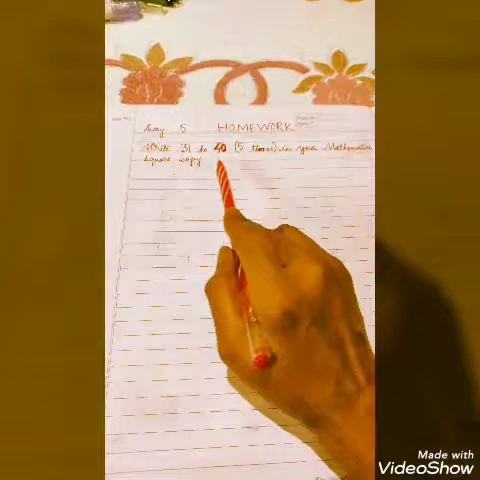 Day 5 HOMEWORK
Write 31 to 40 (5 times) in your Mathematics
square copy
Made with
VideoShow